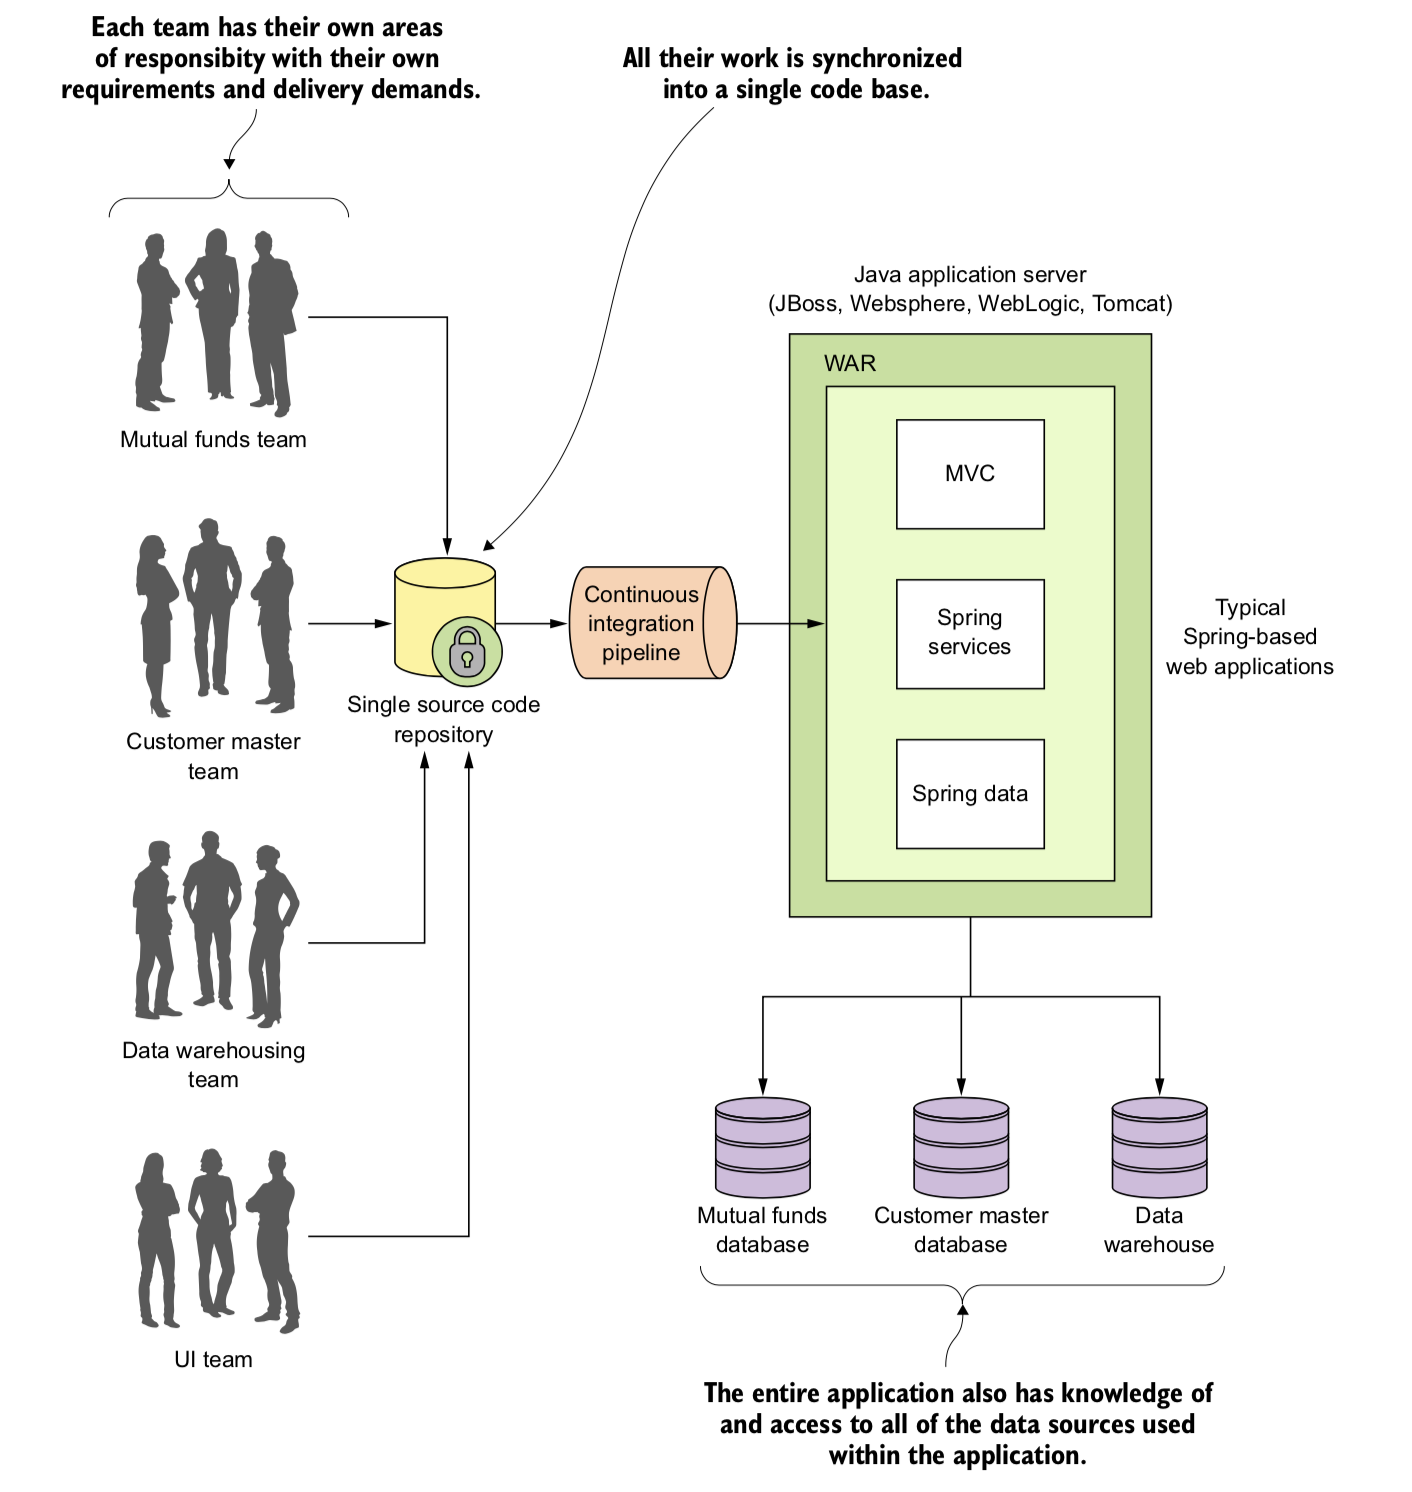 Each team has their own areas
of responsibity with their own
requirements and delivery demands.
All their work is synchronized
into a single code base.
Java application server
(JBoss, Websphere, WebLogic, Tomcat)
WAR
MVC
Mutual funds team
Continuous
integration
pipeline
Spring
services
Typical
Spring-based
web applications
Single source code
repository
Customer master
team
Spring data
Data warehousing
team
Mutual funds
database
Customer master
database
Data
warehouse
UI team
The entire application also has knowledge of
and access to all of the data sources used
within the application.